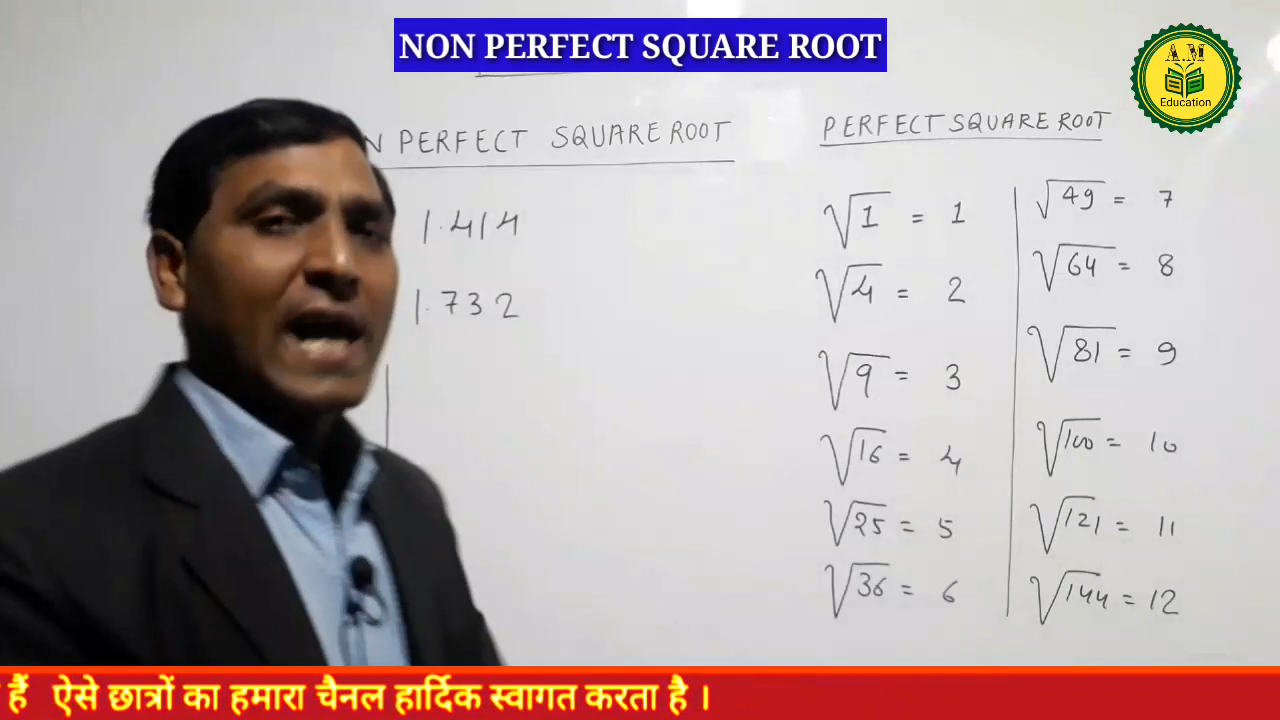 NON PERFECT SQUARE ROOT
A.M
Education
N PERFECT SQUARE ROOT
1.414
1.732
PERFECT SQUARE ROOT
√1 = 1
√4 = 2
√9 = 3
√16 = 4
√25 = 5
√36 = 6
√49 = 7
√64 = 8
√81 = 9
√100 = 10
√121 = 11
√144 = 12
हैं ऐसे छात्रों का हमारा चैनल हार्दिक स्वागत करता है ।